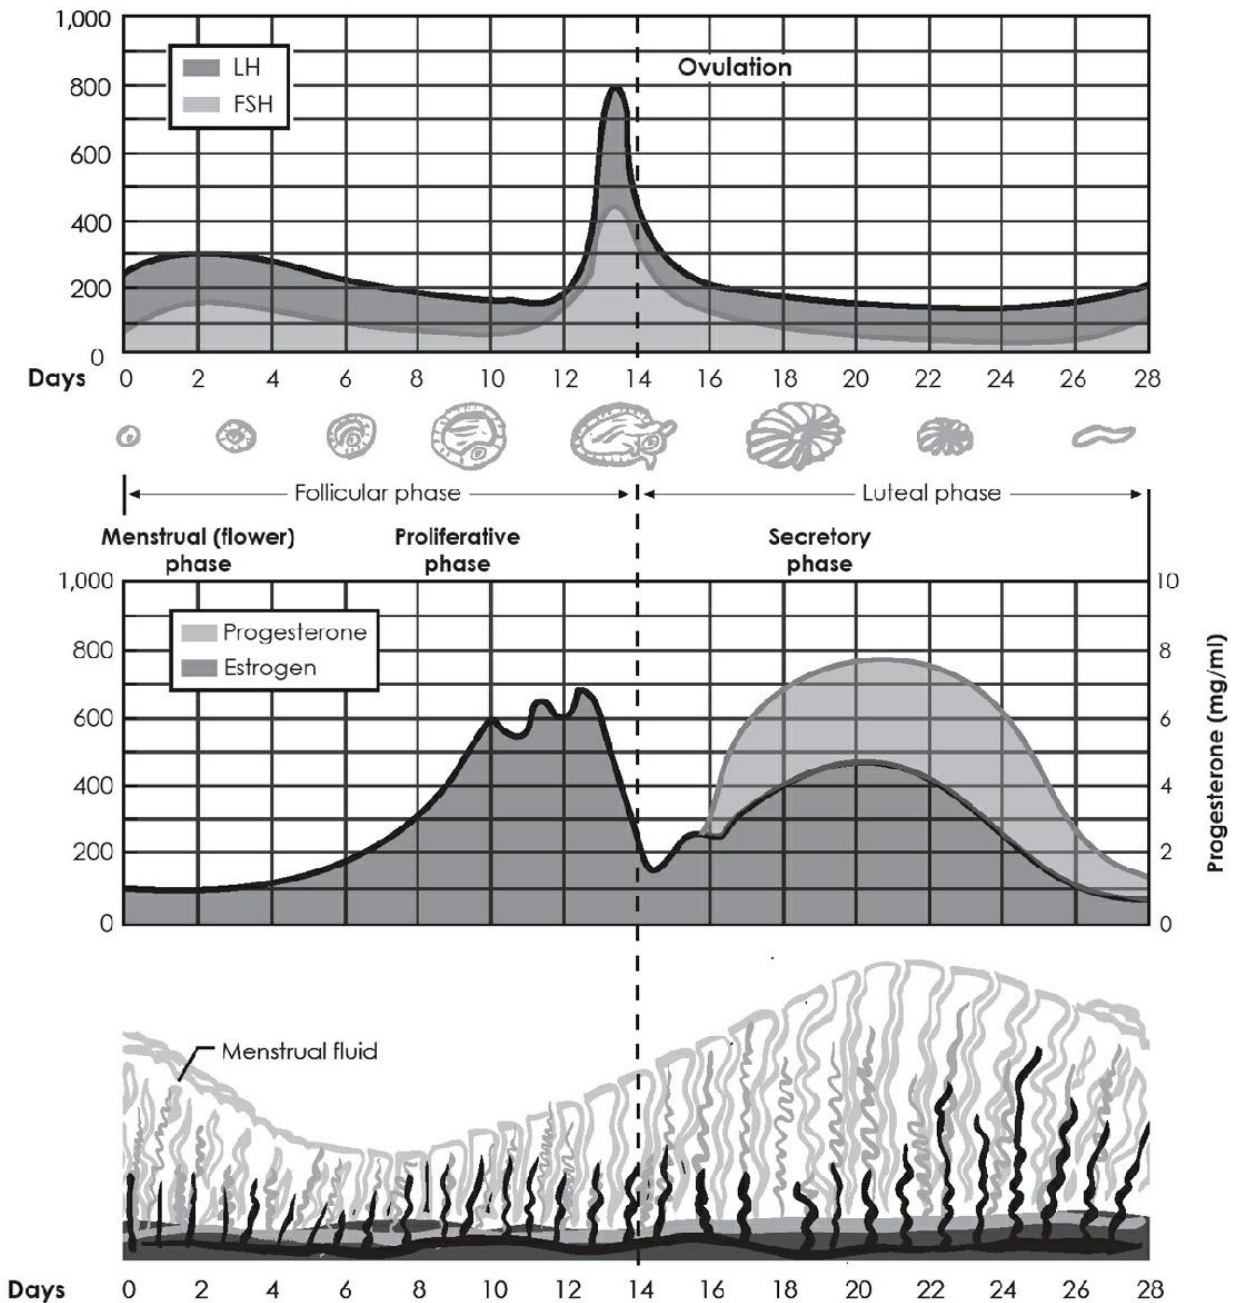 1,000
LH
FSH
Ovulation
800
600
400
200
0
Days 0 2 4 6 8 10 12 14 16 18 20 22 24 26 28
Follicular phase Luteal phase
Menstrual (flower)
phase
Proliferative
phase
Secretory
phase
1,000 10
Progesterone
Estrogen
800 8
600 6
400 4
200 2
0 0
Progesterone (mg/ml)
Menstrual fluid
Days 0 2 4 6 8 10 12 14 16 18 20 22 24 26 28